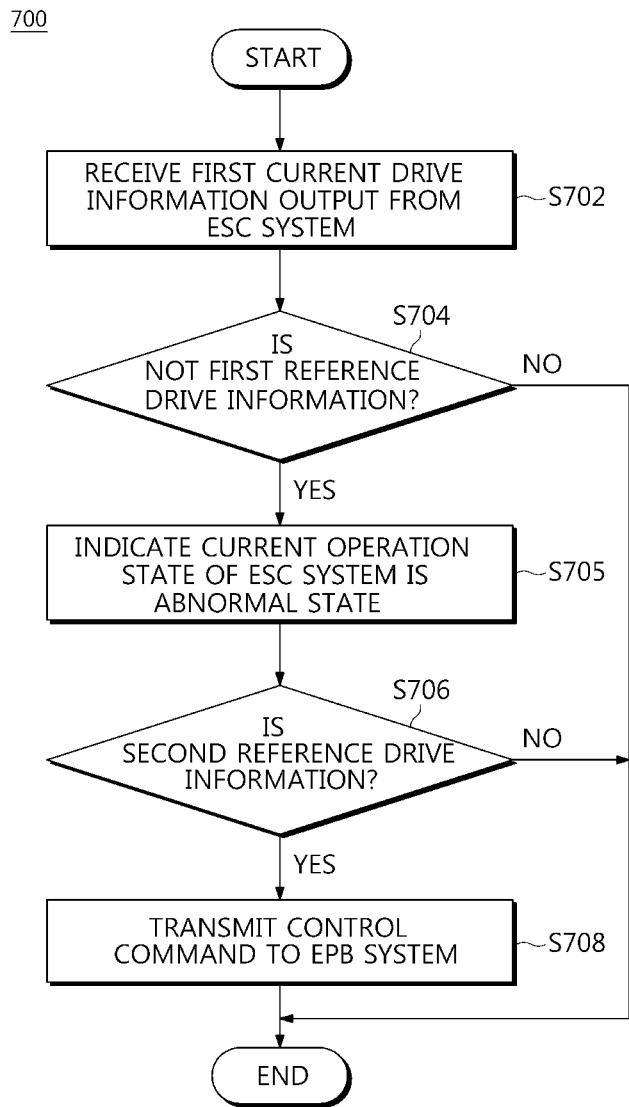 700
START
RECEIVE FIRST CURRENT DRIVE
INFORMATION OUTPUT FROM
ESC SYSTEM
S702
S704
IS
NOT FIRST REFERENCE
DRIVE INFORMATION?
NO
YES
INDICATE CURRENT OPERATION
STATE OF ESC SYSTEM IS
ABNORMAL STATE
S705
S706
IS
SECOND REFERENCE DRIVE
INFORMATION?
NO
YES
TRANSMIT CONTROL
COMMAND TO EPB SYSTEM
S708
END